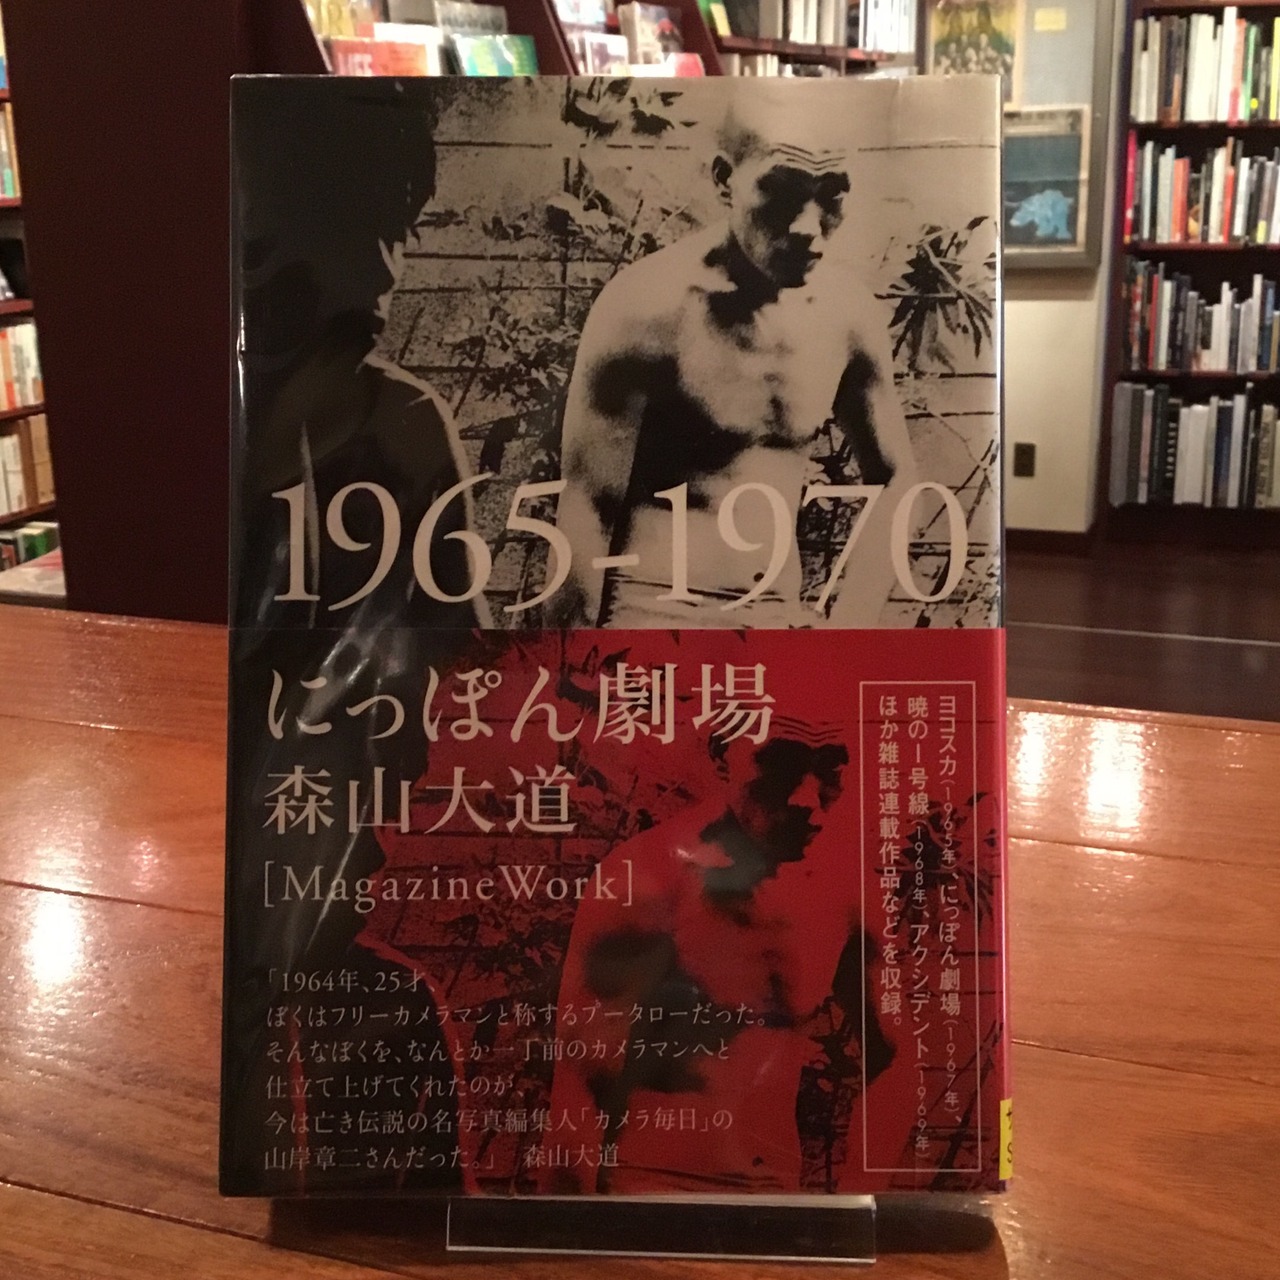 1965-1970
にっぽん劇場
森山大道
[Magazine Work]
「1964年、25才、
ぼくはフリーカメラマンと称するプータローだった。
そんなぼくを、なんとか一丁前のカメラマンへと
仕立て上げてくれたのが、
今は亡き伝説の名写真編集人「カメラ毎日」の
山岸章二さんだった。」 森山大道
ヨコスカ(1965年)、にっぽん劇場(1967年)、
暁の1号線(1968年)、アクシデント(1969年)
ほか雑誌連載作品などを収録。
LIFE